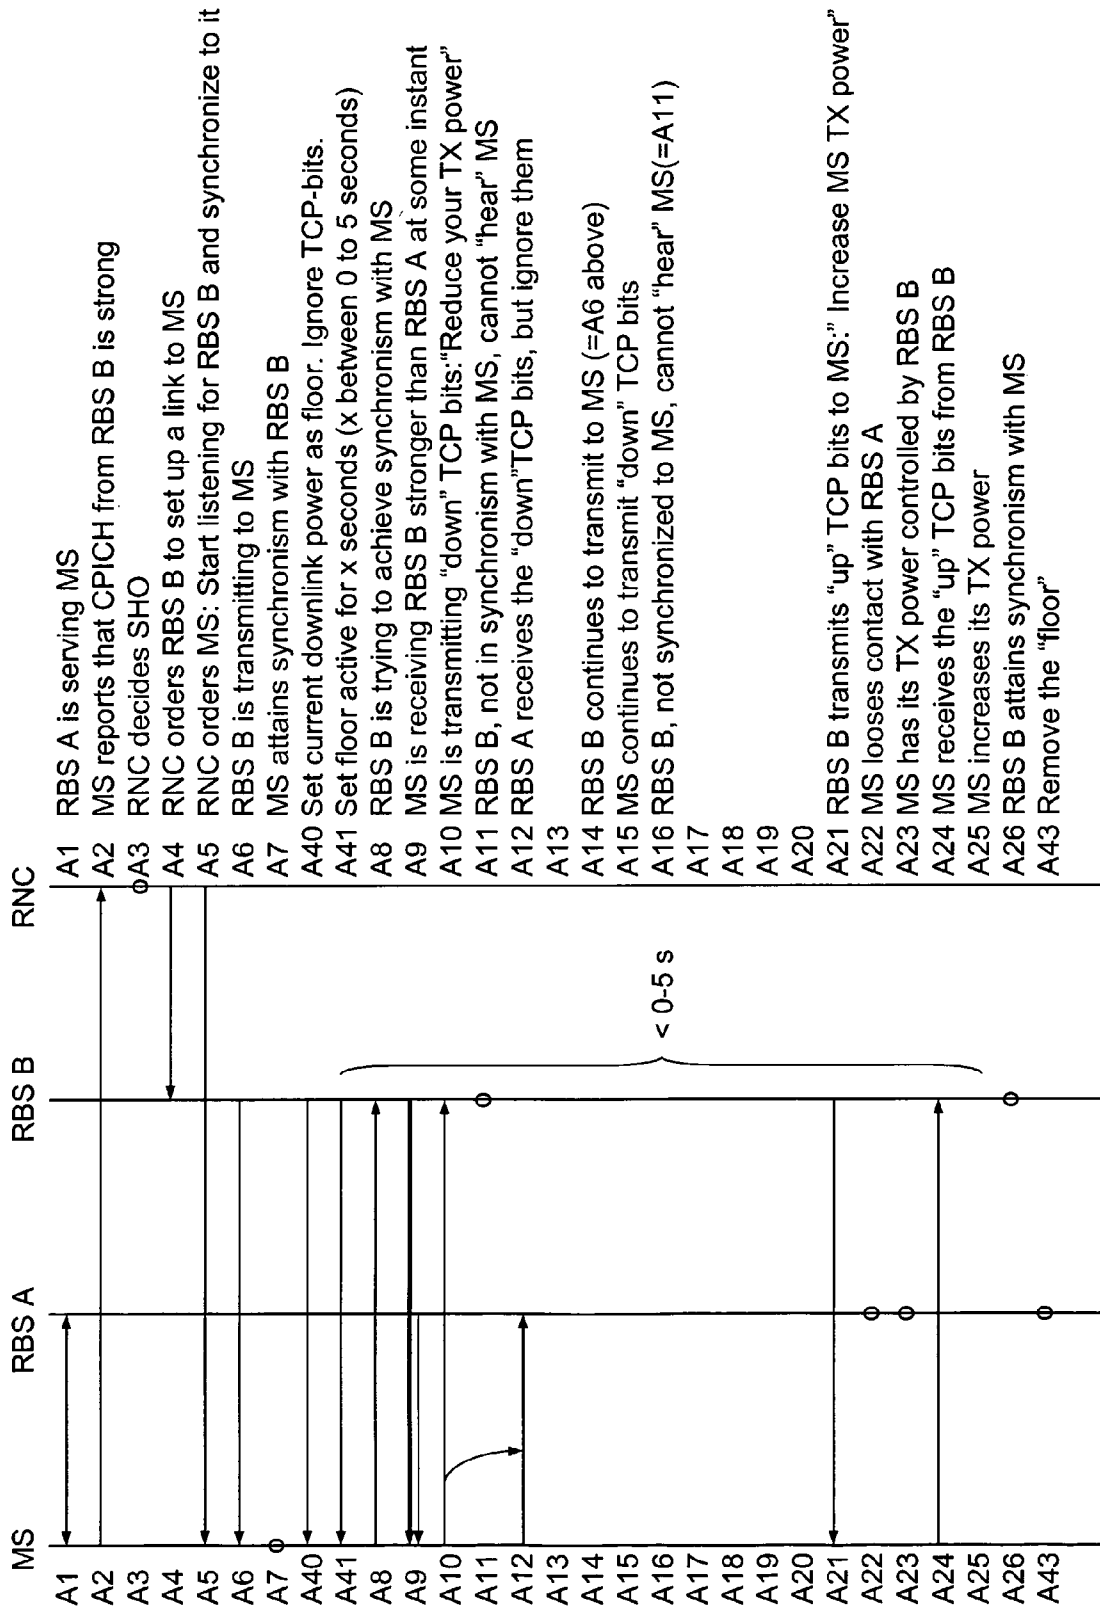 MS RBS A RBS B RNC
A1 A1 RBS A is serving MS
A2 A2 MS reports that CPICH from RBS B is strong
A3 A3 RNC decides SHO
A4 A4 RNC orders RBS B to set up a link to MS
A5 A5 RNC orders MS: Start listening for RBS B and synchronize to it
A6 A6 RBS B is transmitting to MS
A7 A7 MS attains synchronism with RBS B
A40 A40 Set current downlink power as floor. Ignore TCP-bits.
A41 A41 Set floor active for x seconds (x between 0 to 5 seconds)
A8 A8 RBS B is trying to achieve synchronism with MS
A9 A9 MS is receiving RBS B stronger than RBS A at some instant
A10 A10 MS is transmitting “down” TCP bits:“Reduce your TX power”
A11 A11 RBS B, not in synchronism with MS, cannot “hear” MS
A12 A12 RBS A receives the “down”TCP bits, but ignore them
A13 A13
A14 A14 RBS B continues to transmit to MS (=A6 above)
A15 A15 MS continues to transmit “down” TCP bits
A16 < 0-5 s A16 RBS B, not synchronized to MS, cannot “hear” MS(=A11)
A17 A17
A18 A18
A19 A19
A20 A20
A21 A21 RBS B transmits “up” TCP bits to MS:” Increase MS TX power”
A22 A22 MS looses contact with RBS A
A23 A23 MS has its TX power controlled by RBS B
A24 A24 MS receives the “up” TCP bits from RBS B
A25 A25 MS increases its TX power
A26 A26 RBS B attains synchronism with MS
A43 A43 Remove the “floor”